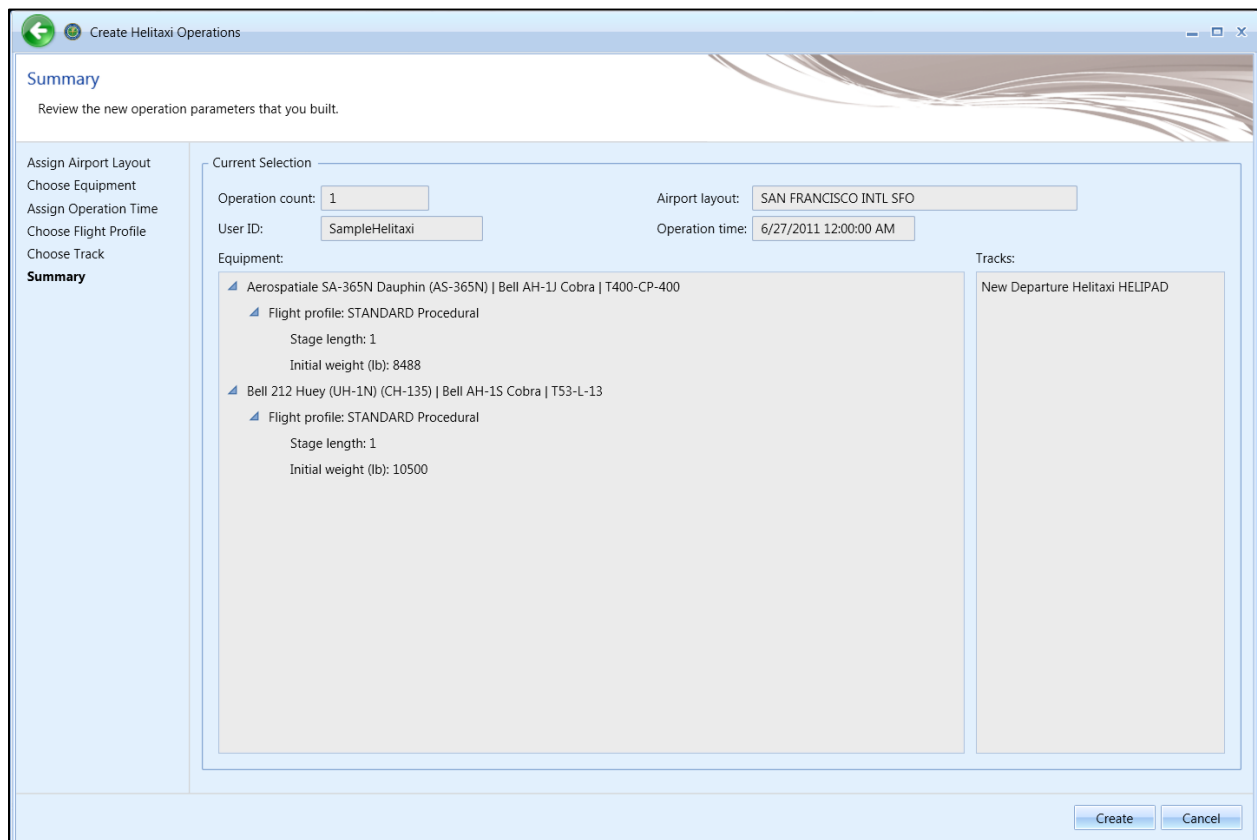 Create Helitaxi Operations
Summary
Review the new operation parameters that you built.
Assign Airport Layout
Choose Equipment
Assign Operation Time
Choose Flight Profile
Choose Track
Summary
Current Selection
Operation count: 1
Airport layout: SAN FRANCISCO INTL SFO
User ID: SampleHelitaxi
Operation time: 6/27/2011 12:00:00 AM
Equipment:
Aerospatiale SA-365N Dauphin (AS-365N) | Bell AH-1J Cobra | T400-CP-400
Flight profile: STANDARD Procedural
Stage length: 1
Initial weight (lb): 8488
Bell 212 Huey (UH-1N) (CH-135) | Bell AH-1S Cobra | T53-L-13
Flight profile: STANDARD Procedural
Stage length: 1
Initial weight (lb): 10500
Tracks:
New Departure Helitaxi HELIPAD
Create
Cancel